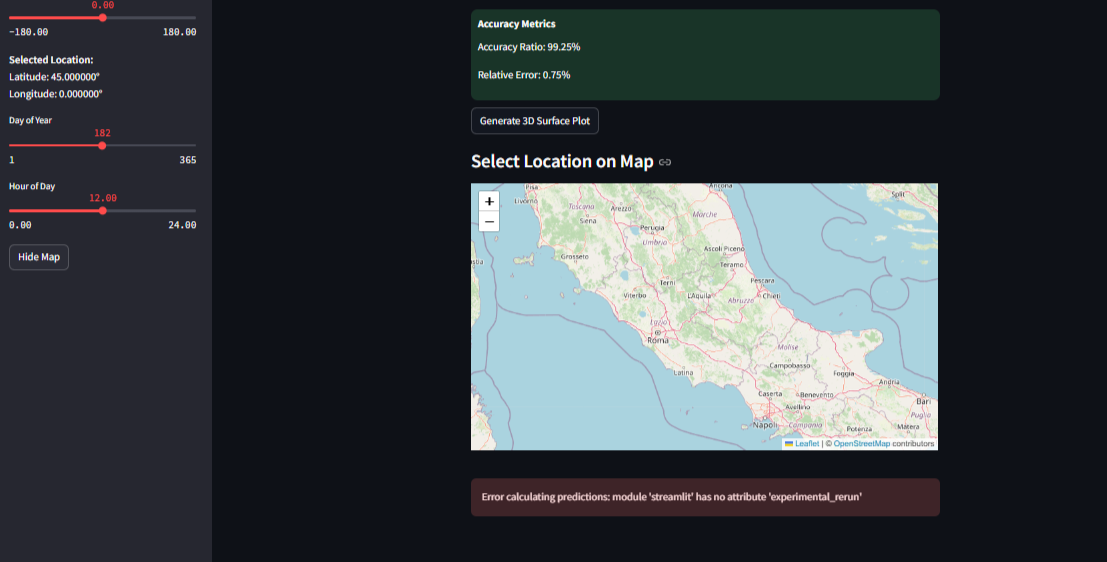 0.00
-180.00 180.00
Selected Location:
Latitude: 45.000000°
Longitude: 0.000000°
Day of Year
182
1 365
Hour of Day
12.00
0.00 24.00
Hide Map
Accuracy Metrics
Accuracy Ratio: 99.25%
Relative Error: 0.75%
Generate 3D Surface Plot
Select Location on Map
+
−
Pisa
Ancona
Split
Livorno
Toscana
Arezzo
Marche
Siena
Perugia
Umbria
Ascoli Piceno
Grosseto
Teramo
Terni
Pescara
Viterbo
L'Aquila
Abruzzo
Chieti
Lazio
Roma
Molise
Latina
Campobasso
Foggia
Andria
Caserta
Benevento
Bari
Avellino
Puglia
Napoli
Campania
Potenza
Matera
Leaflet | © OpenStreetMap contributors
Error calculating predictions: module 'streamlit' has no attribute 'experimental_rerun'